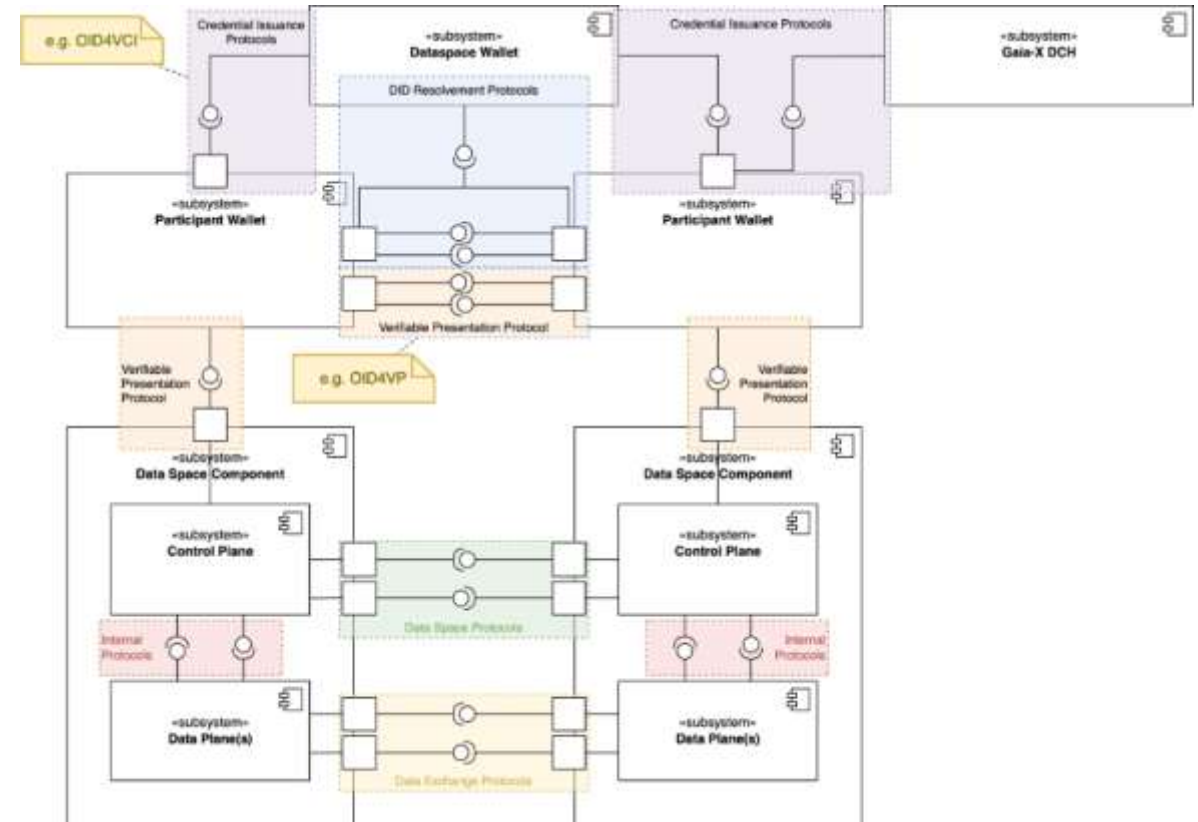 e.g. OID4VCI
Credential Issuance
Protocols
«subsystem»
Dataspace Wallet
Credential Issuance Protocols
«subsystem»
Gaia-X DCH
DID Resolvement Protocols
«subsystem»
Participant Wallet
«subsystem»
Participant Wallet
Verifiable Presentation Protocol
e.g. OID4VP
Verifiable
Presentation
Protocol
Verifiable
Presentation
Protocol
«subsystem»
Data Space Component
«subsystem»
Data Space Component
«subsystem»
Control Plane
«subsystem»
Control Plane
Data Space Protocols
Internal
Protocols
Internal
Protocols
«subsystem»
Data Plane(s)
«subsystem»
Data Plane(s)
Data Exchange Protocols